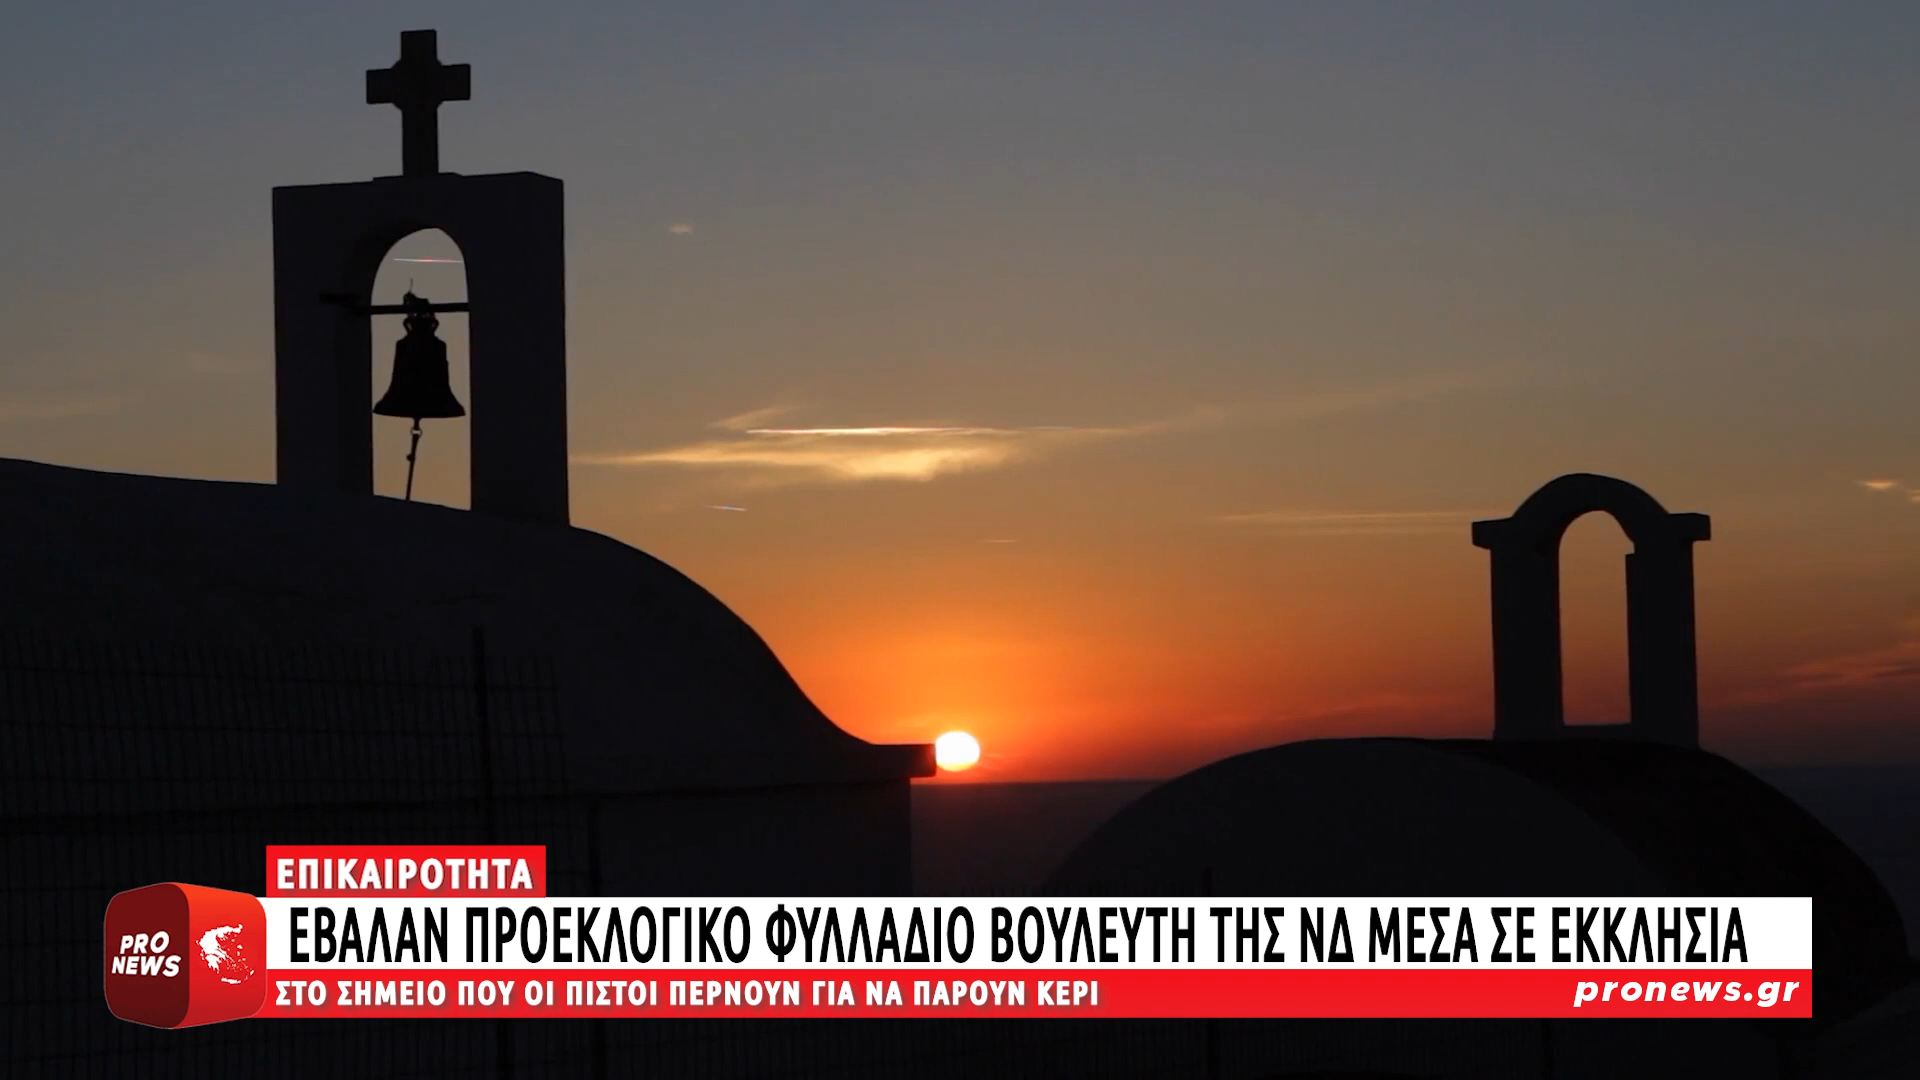 ΕΠΙΚΑΙΡΟΤΗΤΑ
ΕΒΑΛΑΝ ΠΡΟΕΚΛΟΓΙΚΟ ΦΥΛΛΑΔΙΟ ΒΟΥΛΕΥΤΗ ΤΗΣ ΝΔ ΜΕΣΑ ΣΕ ΕΚΚΛΗΣΙΑ
PRO
NEWS
ΣΤΟ ΣΗΜΕΙΟ ΠΟΥ ΟΙ ΠΙΣΤΟΙ ΠΕΡΝΟΥΝ ΓΙΑ ΝΑ ΠΑΡΟΥΝ ΚΕΡΙ
pronews.gr